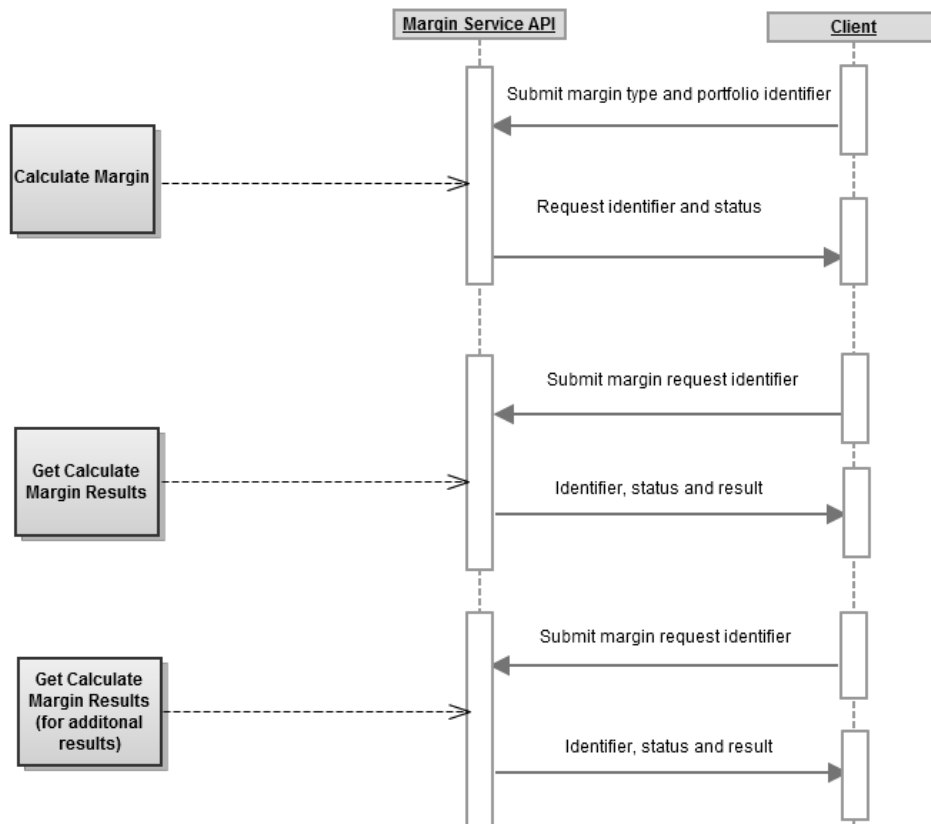 Margin Service API
Client
Submit margin type and portfolio identifier
Calculate Margin
Request identifier and status
Submit margin request identifier
Get Calculate
Margin Results
Identifier, status and result
Submit margin request identifier
Get Calculate
Margin Results
(for additonal
results)
Identifier, status and result